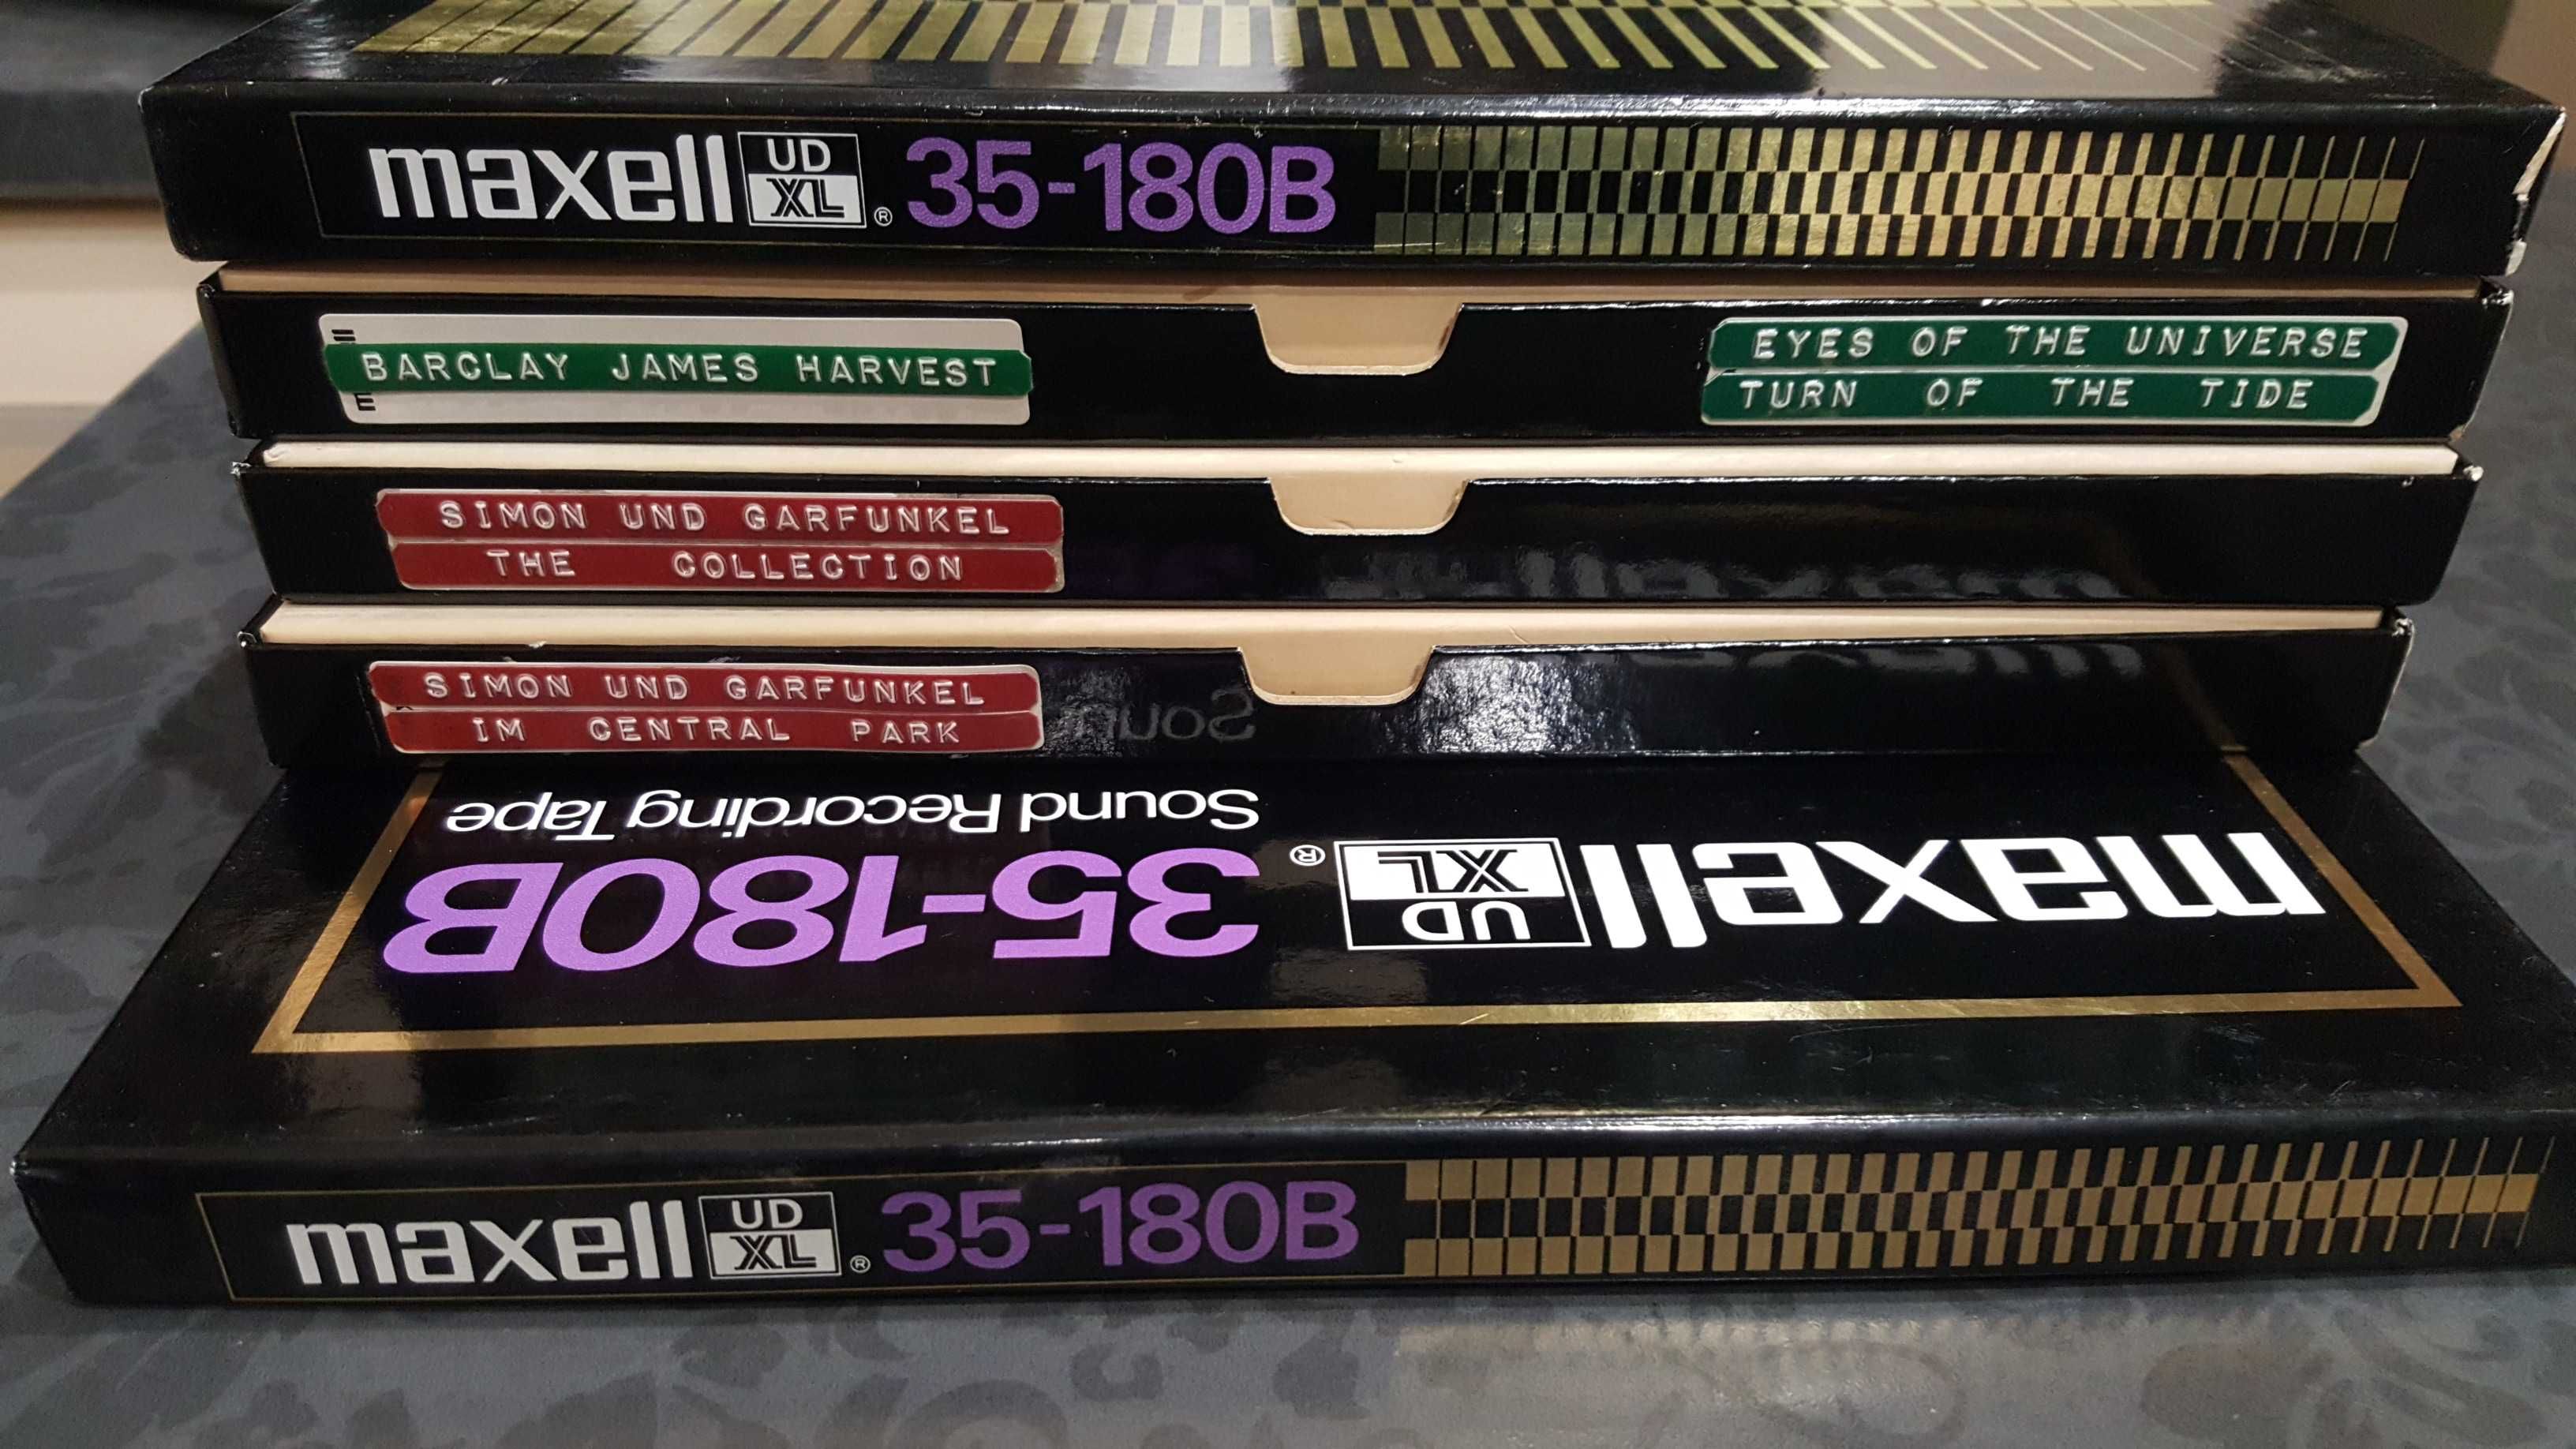 maxell UD XL ® 35-180B
BARCLAY JAMES HARVEST
EYES OF THE UNIVERSE
TURN OF THE TIDE
SIMON UND GARFUNKEL
THE COLLECTION
SIMON UND GARFUNKEL
IM CENTRAL PARK
maxell UD XL ® 35-180B
Sound Recording Tape
maxell UD XL ® 35-180B